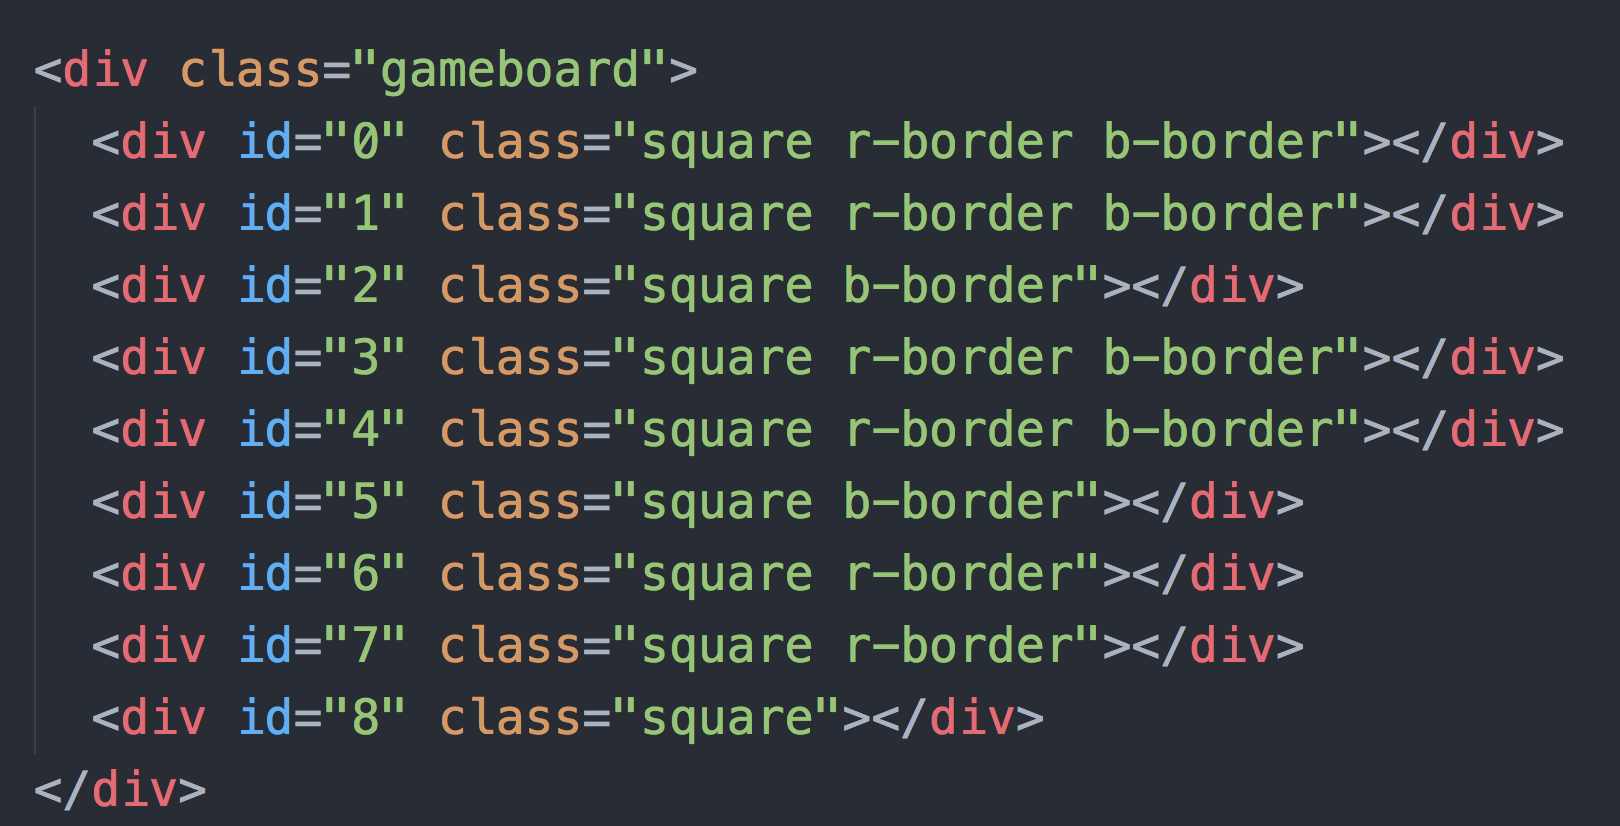 <div class="gameboard">
  <div id="0" class="square r-border b-border"></div>
  <div id="1" class="square r-border b-border"></div>
  <div id="2" class="square b-border"></div>
  <div id="3" class="square r-border b-border"></div>
  <div id="4" class="square r-border b-border"></div>
  <div id="5" class="square b-border"></div>
  <div id="6" class="square r-border"></div>
  <div id="7" class="square r-border"></div>
  <div id="8" class="square"></div>
</div>